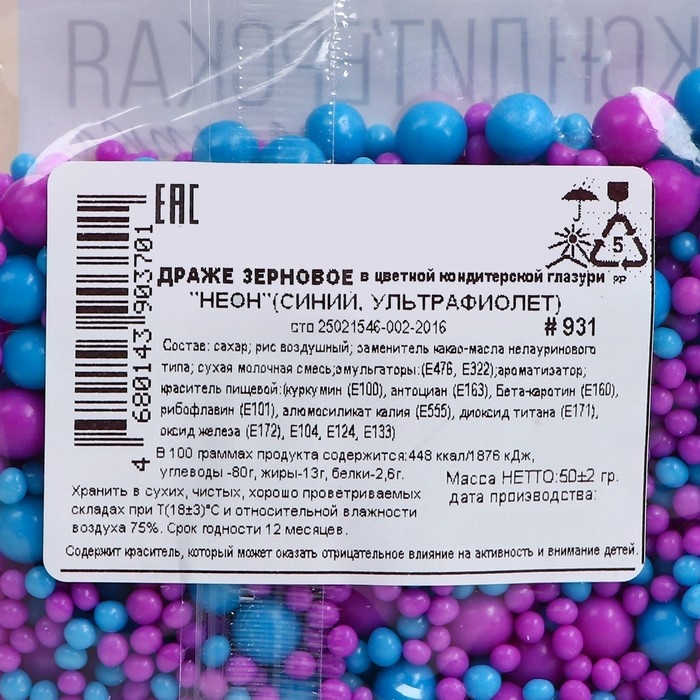 КОНДИТЕРСКАЯ
ЕАС
ДРАЖЕ ЗЕРНОВОЕ в цветной кондитерской глазури
"НЕОН"(СИНИЙ, УЛЬТРАФИОЛЕТ)
сто 25021546-002-2016
# 931
Состав: сахар; рис воздушный; заменитель какао-масла нелауринового
типа; сухая молочная смесь;эмульгаторы:(Е476, Е322);ароматизатор;
краситель пищевой:(куркумин (Е100), антоциан (Е163), Бета-каротин (Е160),
рибофлавин (Е101), алюмосиликат калия (Е555), диоксид титана (Е171),
оксид железа (Е172), Е104, Е124, Е133)
В 100 граммах продукта содержится:448 ккал/1876 кДж,
углеводы -80г, жиры-13г, белки-2,6г.
Масса НЕТТО:50±2 гр.
дата производства:
Хранить в сухих, чистых, хорошо проветриваемых
складах при Т(18±3)°С и относительной влажности
воздуха 75%. Срок годности 12 месяцев.
Содержит краситель, который может оказать отрицательное влияние на активность и внимание детей.
4 680143 903701
5
PP